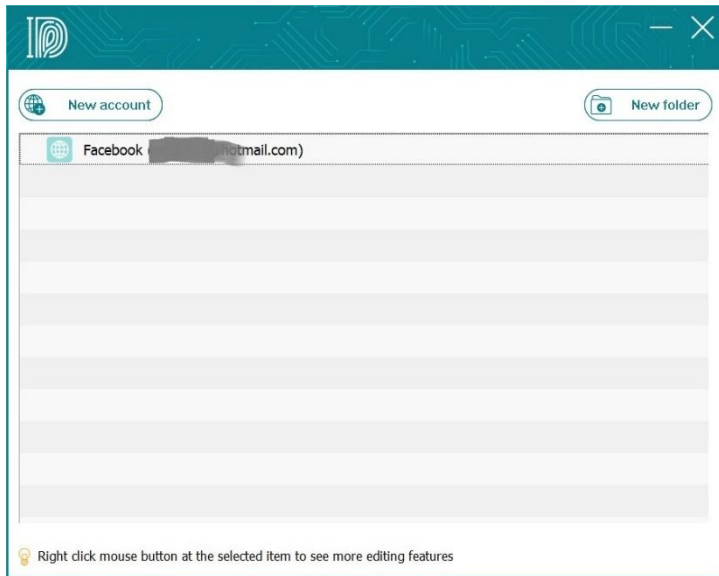 New account
New folder
Facebook hotmail.com)
Right click mouse button at the selected item to see more editing features